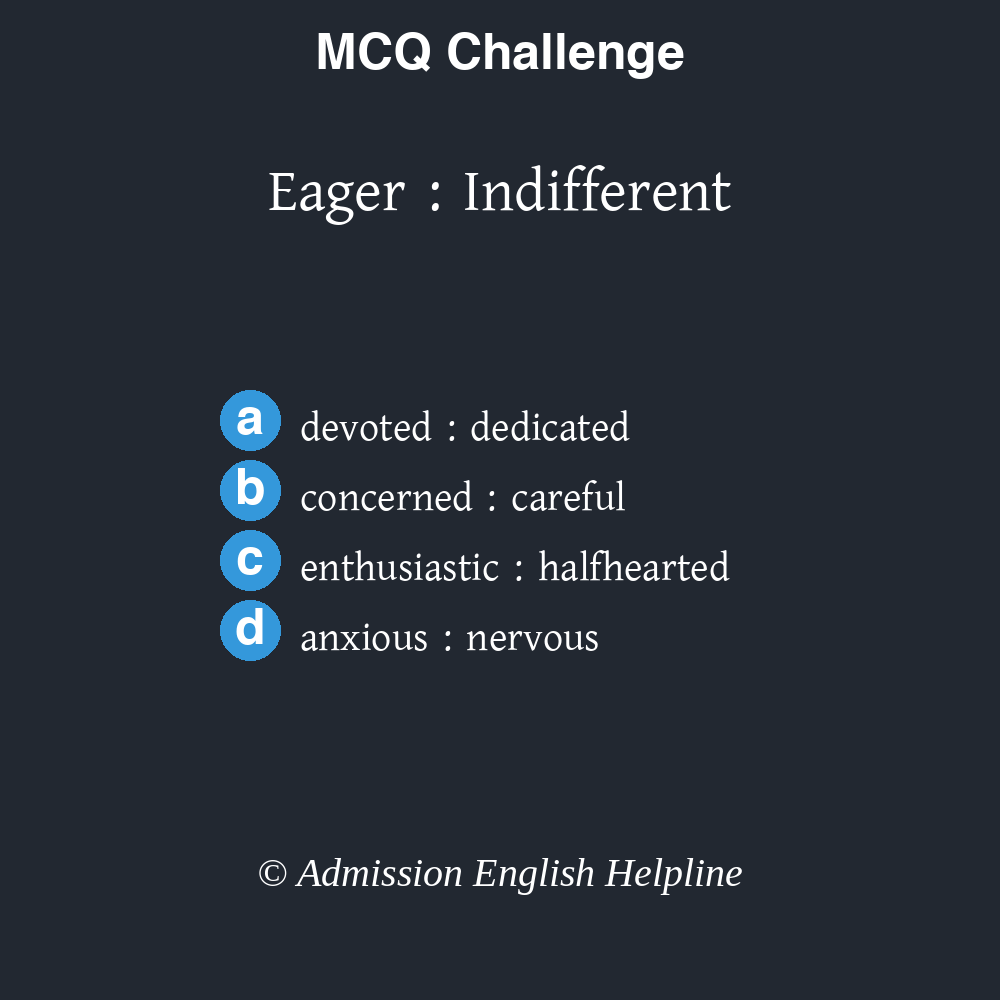 MCQ Challenge
Eager : Indifferent
a devoted : dedicated
b concerned : careful
c enthusiastic : halfhearted
d anxious : nervous
© Admission English Helpline